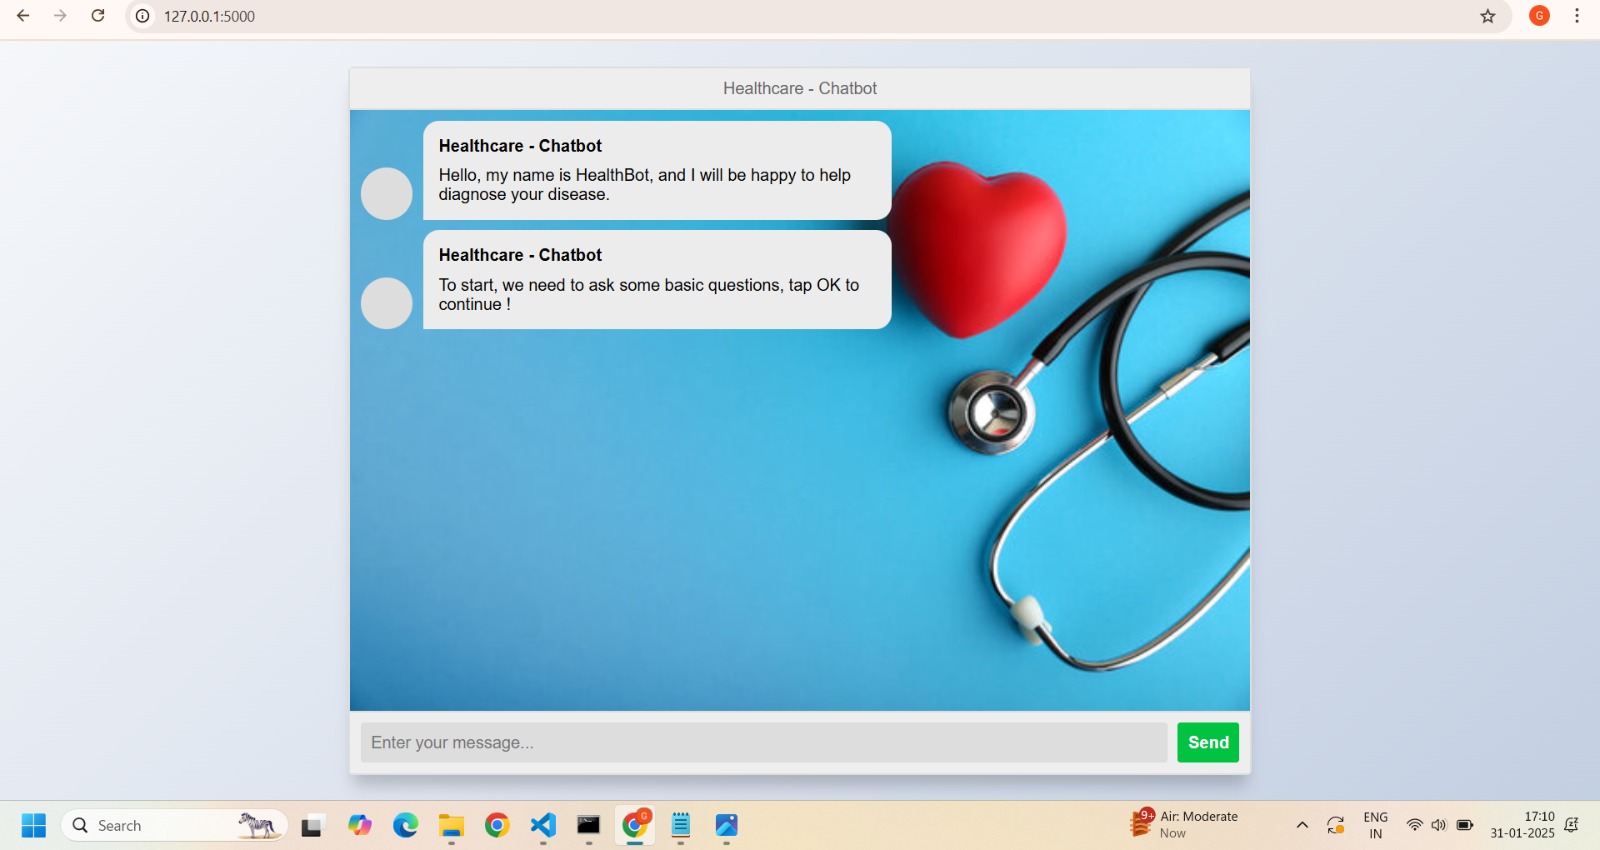 127.0.0.1:5000
G
Healthcare - Chatbot
Healthcare - Chatbot
Hello, my name is HealthBot, and I will be happy to help
diagnose your disease.
Healthcare - Chatbot
To start, we need to ask some basic questions, tap OK to
continue !
Enter your message...
Send
Search
G
9+
Air: Moderate
Now
ENG
IN
17:10
31-01-2025